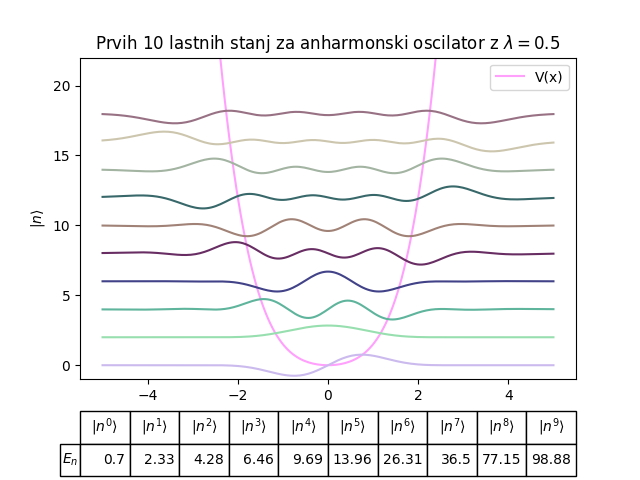 Prvih 10 lastnih stanj za anharmonski oscilator z λ = 0.5
V(x)
20
15
10
5
0
|n⟩
−4 −2 0 2 4
|n⁰⟩ |n¹⟩ |n²⟩ |n³⟩ |n⁴⟩ |n⁵⟩ |n⁶⟩ |n⁷⟩ |n⁸⟩ |n⁹⟩
Eₙ 0.7 2.33 4.28 6.46 9.69 13.96 26.31 36.5 77.15 98.88